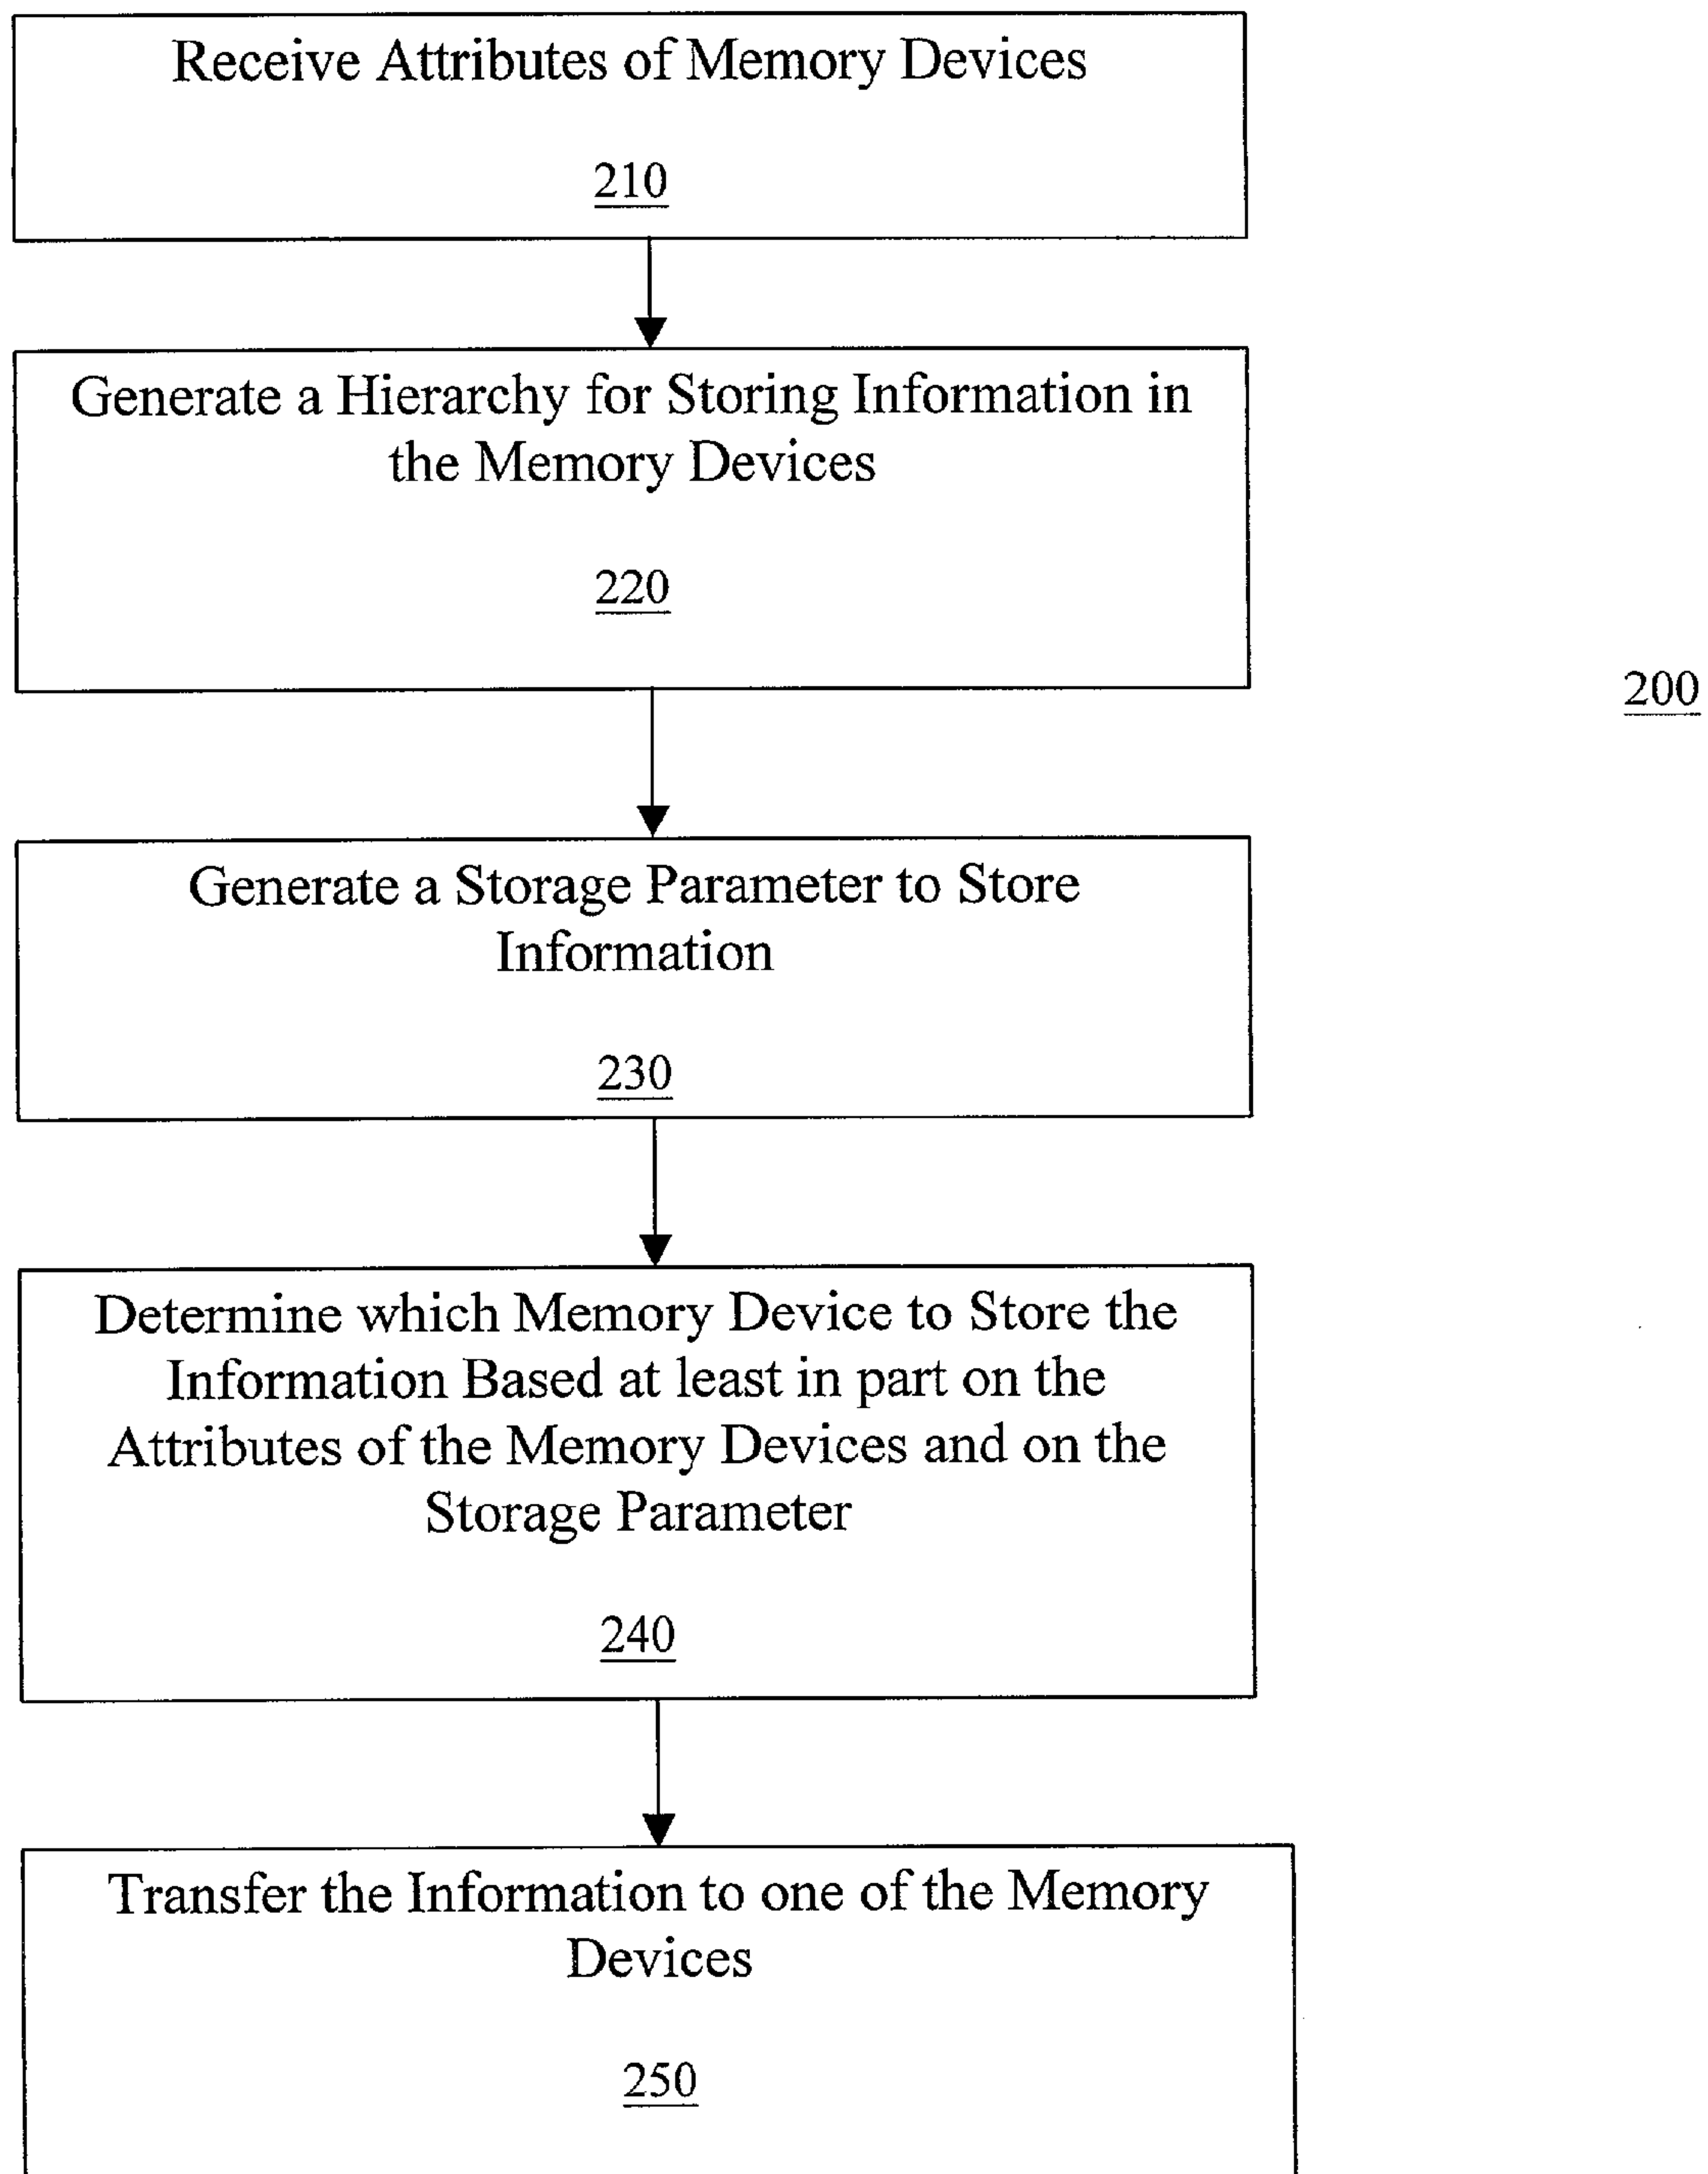 Receive Attributes of Memory Devices
210
Generate a Hierarchy for Storing Information in
the Memory Devices
220
200
Generate a Storage Parameter to Store
Information
230
Determine which Memory Device to Store the
Information Based at least in part on the
Attributes of the Memory Devices and on the
Storage Parameter
240
Transfer the Information to one of the Memory
Devices
250